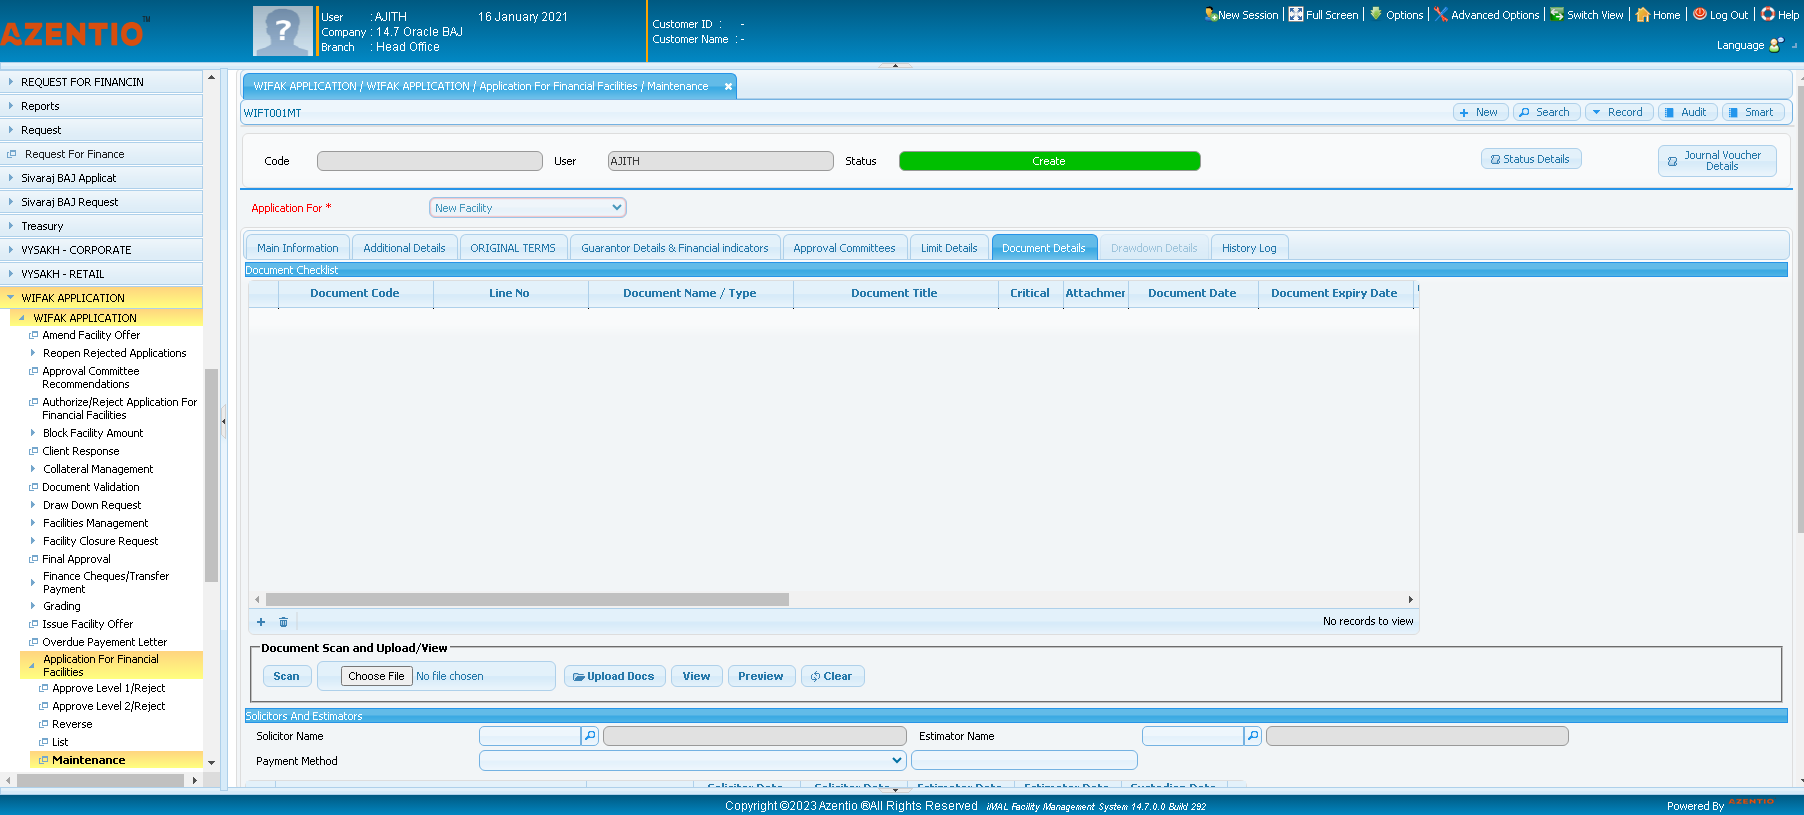 AZENTIO™
User : AJITH 16 January 2021
Company : 14.7 Oracle BAJ
Branch : Head Office
Customer ID : -
Customer Name : -
New Session | Full Screen | Options | Advanced Options | Switch View | Home | Log Out | Help
Language
REQUEST FOR FINANCIN
Reports
Request
Request For Finance
Sivaraj BAJ Applicat
Sivaraj BAJ Request
Treasury
VYSAKH - CORPORATE
VYSAKH - RETAIL
WIFAK APPLICATION
WIFAK APPLICATION
Amend Facility Offer
Reopen Rejected Applications
Approval Committee
Recommendations
Authorize/Reject Application For
Financial Facilities
Block Facility Amount
Client Response
Collateral Management
Document Validation
Draw Down Request
Facilities Management
Facility Closure Request
Final Approval
Finance Cheques/Transfer
Payment
Grading
Issue Facility Offer
Overdue Payement Letter
Application For Financial
Facilities
Approve Level 1/Reject
Approve Level 2/Reject
Reverse
List
Maintenance
WIFAK APPLICATION / WIFAK APPLICATION / Application For Financial Facilities / Maintenance
WIFT001MT
New Search Record Audit Smart
Code User AJITH Status Create
Status Details
Journal Voucher
Details
Application For * New Facility
Main Information Additional Details ORIGINAL TERMS Guarantor Details & Financial indicators Approval Committees Limit Details Document Details Drawdown Details History Log
Document Checklist
Document Code Line No Document Name / Type Document Title Critical Attachmer Document Date Document Expiry Date
No records to view
Document Scan and Upload/View
Scan Choose File No file chosen Upload Docs View Preview Clear
Solicitors And Estimators
Solicitor Name Estimator Name
Payment Method
Solicitor Date Solicitor Date Estimator Date Estimator Date Custodian Date
Copyright ©2023 Azentio ®All Rights Reserved iMAL Facility Management System 14.7.0.0 Build 292
Powered By AZENTIO